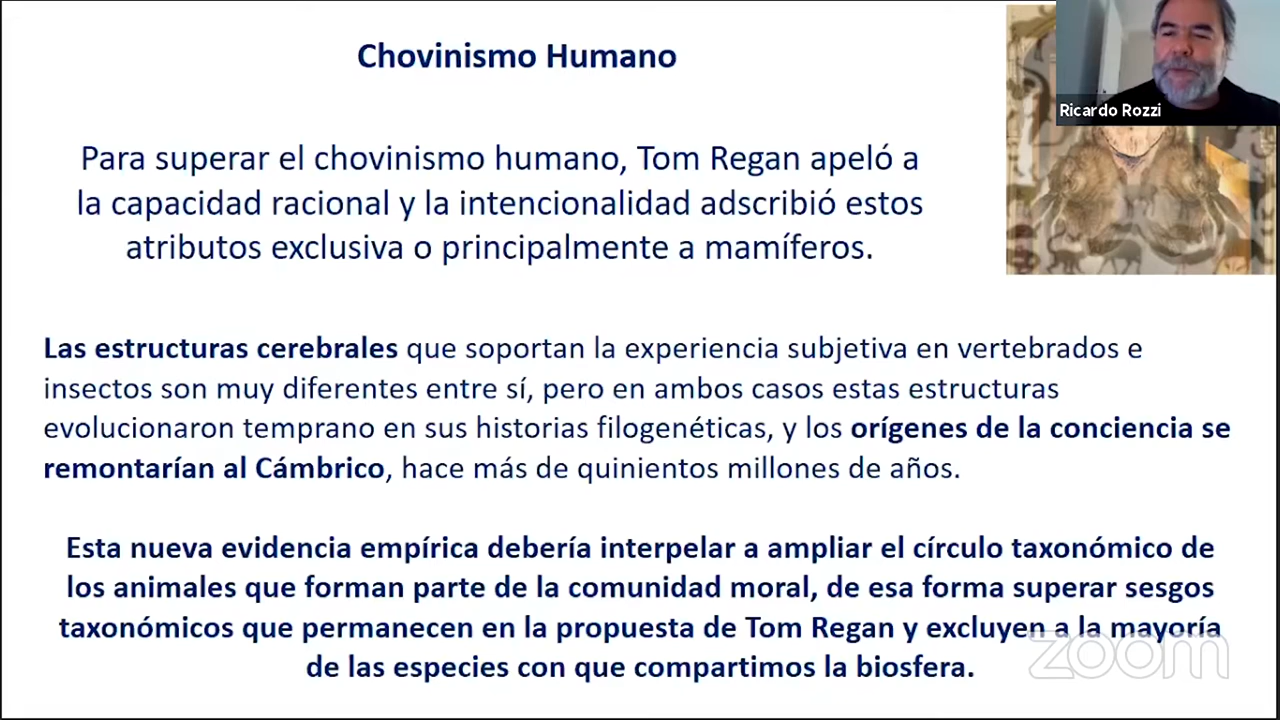 Chovinismo Humano
Ricardo Rozzi
Para superar el chovinismo humano, Tom Regan apeló a
la capacidad racional y la intencionalidad adscribió estos
atributos exclusiva o principalmente a mamíferos.
Las estructuras cerebrales que soportan la experiencia subjetiva en vertebrados e
insectos son muy diferentes entre sí, pero en ambos casos estas estructuras
evolucionaron temprano en sus historias filogenéticas, y los orígenes de la conciencia se
remontarían al Cámbrico, hace más de quinientos millones de años.
Esta nueva evidencia empírica debería interpelar a ampliar el círculo taxonómico de
los animales que forman parte de la comunidad moral, de esa forma superar sesgos
taxonómicos que permanecen en la propuesta de Tom Regan y excluyen a la mayoría
de las especies con que compartimos la biosfera.
zoom